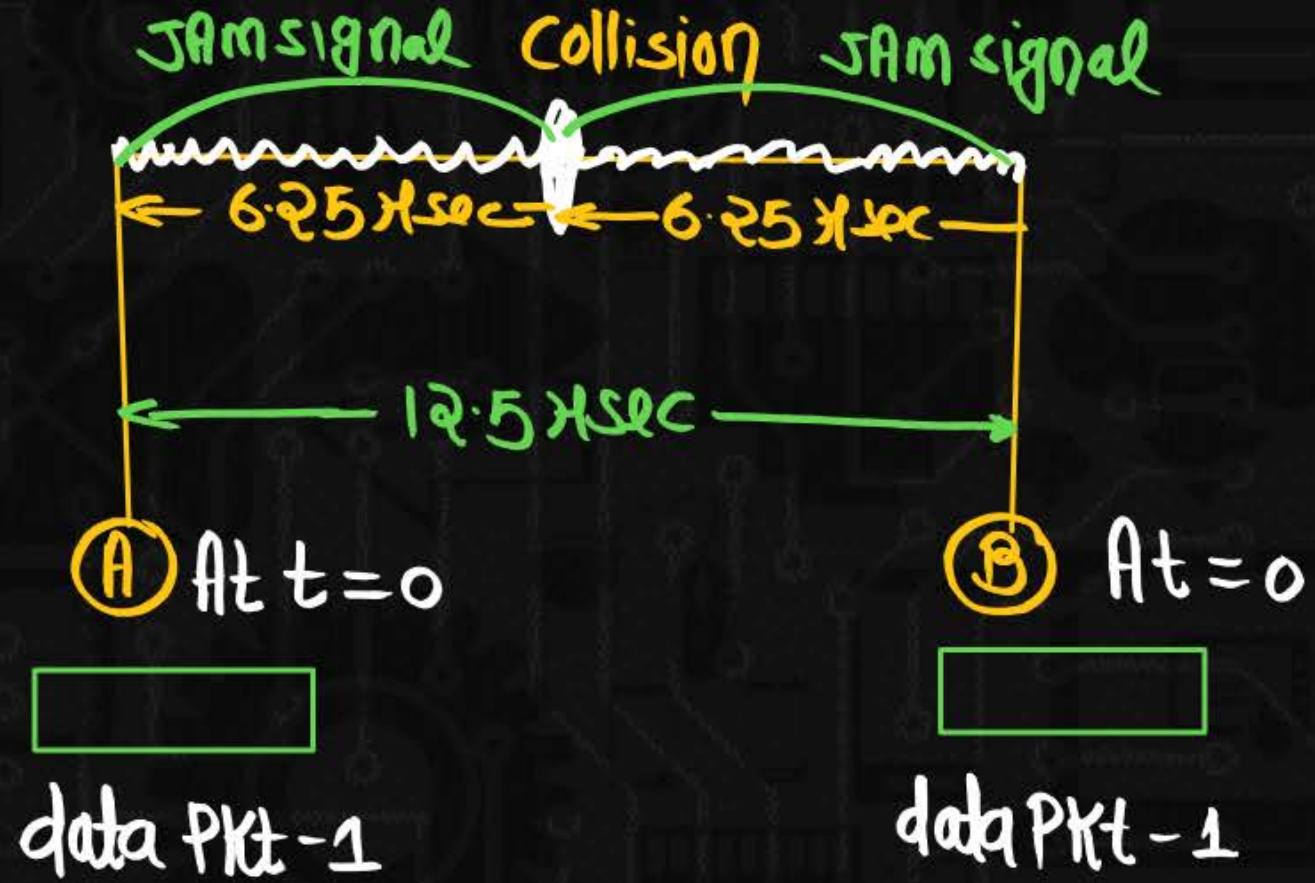 JAM signal Collision JAM signal
6.25 μsec 6.25 μsec
12.5 μsec
A At t=0 B At=0
data PKt-1 data PKt-1